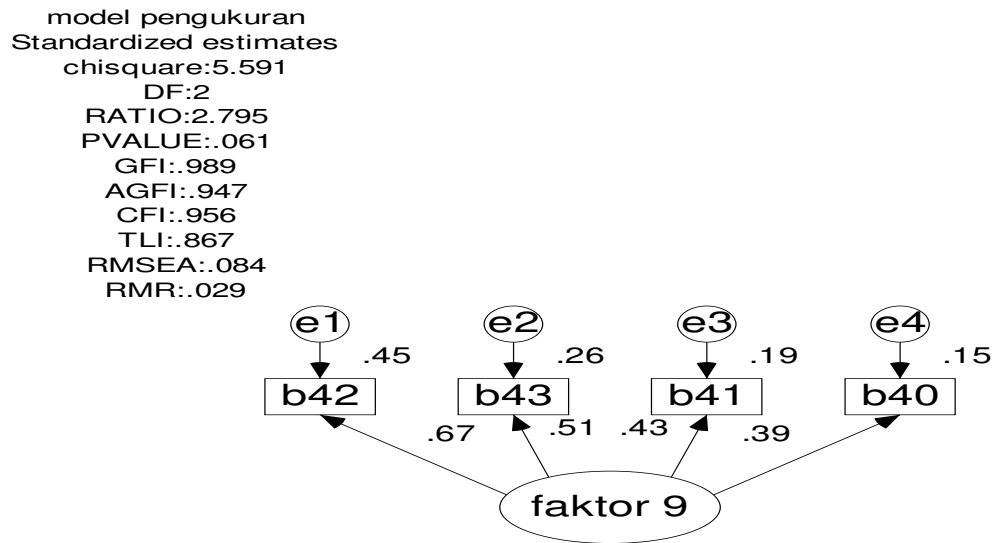 model pengukuran
Standardized estimates
chisquare:5.591
DF:2
RATIO:2.795
PVALUE:.061
GFI:.989
AGFI:.947
CFI:.956
TLI:.867
RMSEA:.084
RMR:.029
e1 e2 e3 e4
.45 .26 .19 .15
b42 b43 b41 b40
.67 .51 .43 .39
faktor 9